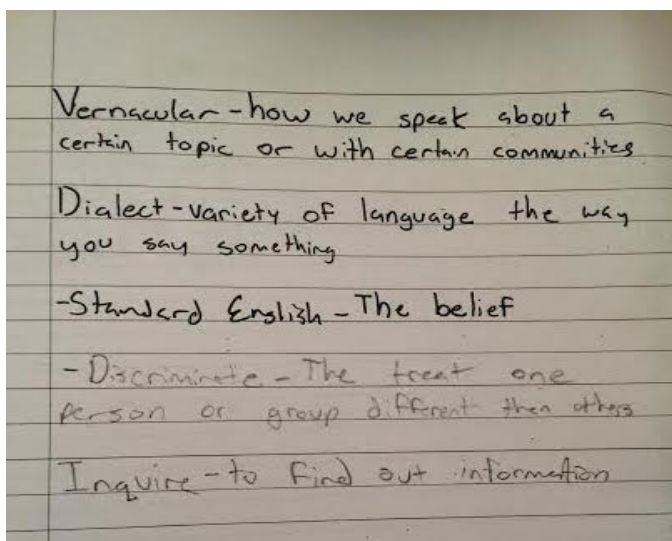 Vernacular - how we speak about a
certain topic or with certain communities
Dialect - variety of language the way
you say something
- Standard English - The belief
- Discriminate - The treat one
person or group different then others
Inquire - to find out information